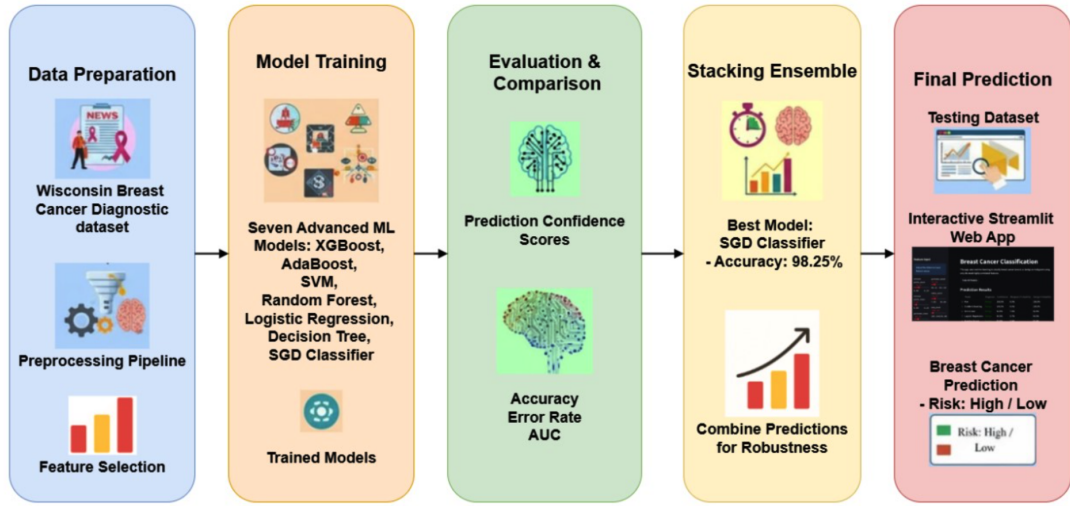 Data Preparation
NEWS
Wisconsin Breast
Cancer Diagnostic
dataset
Preprocessing Pipeline
Feature Selection
Model Training
Seven Advanced ML
Models: XGBoost,
AdaBoost,
SVM,
Random Forest,
Logistic Regression,
Decision Tree,
SGD Classifier
Trained Models
Evaluation &
Comparison
Prediction Confidence
Scores
Accuracy
Error Rate
AUC
Stacking Ensemble
Best Model:
SGD Classifier
- Accuracy: 98.25%
Combine Predictions
for Robustness
Final Prediction
Testing Dataset
Interactive Streamlit
Web App
Breast Cancer Classification
Prediction Results
Breast Cancer
Prediction
- Risk: High / Low
Risk: High /
Low